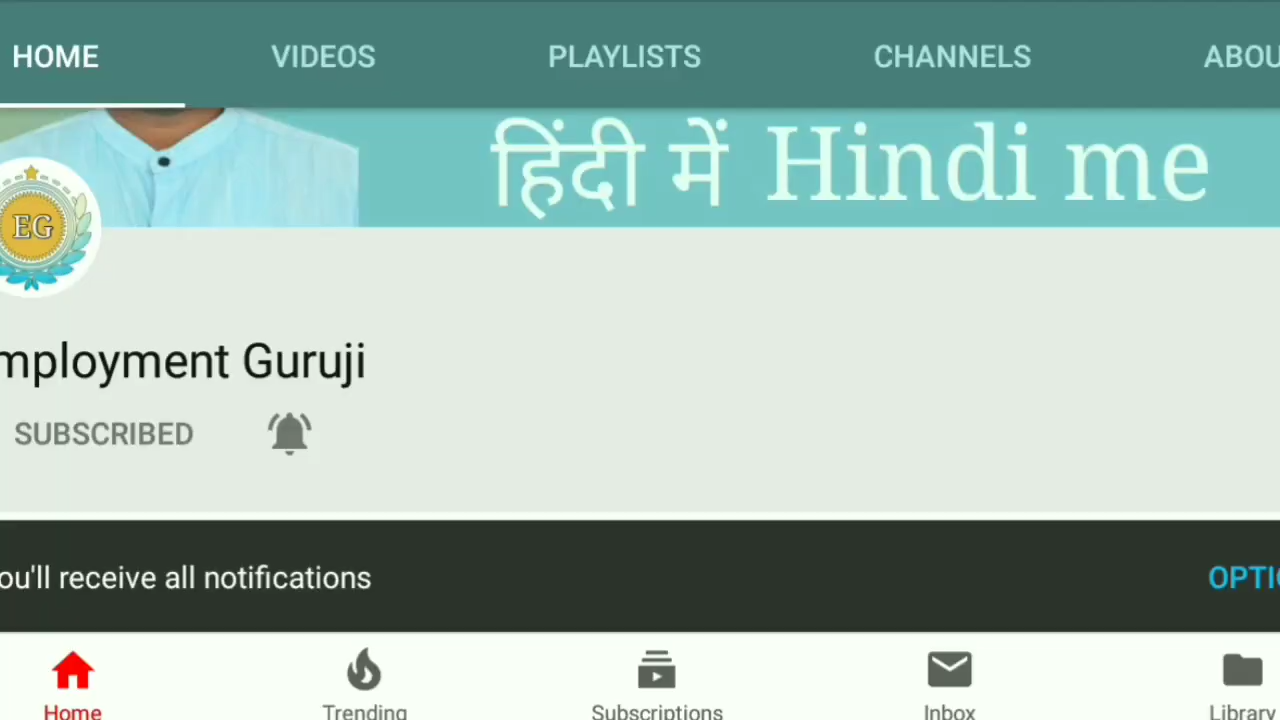 HOME VIDEOS PLAYLISTS CHANNELS ABOU
हिंदी में Hindi me
EG
mployment Guruji
SUBSCRIBED
ou'll receive all notifications OPTIO
Home Trending Subscriptions Inbox Library